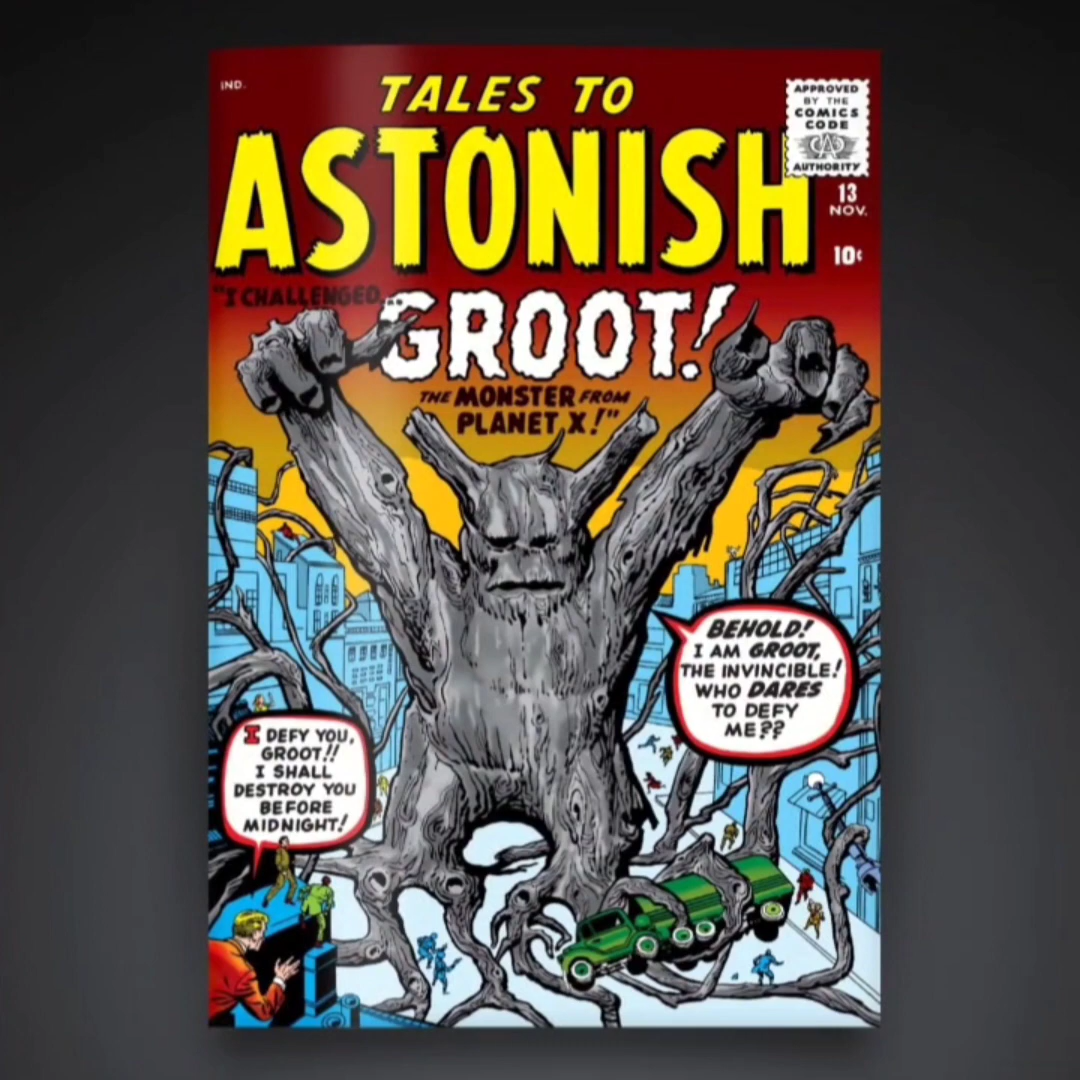 IND.
TALES TO
ASTONISH
APPROVED
BY THE
COMICS
CODE
CA
AUTHORITY
13
NOV.
10¢
"I CHALLENGED...
GROOT!
THE MONSTER FROM
PLANET X!"
BEHOLD!
I AM GROOT,
THE INVINCIBLE!
WHO DARES
TO DEFY
ME??
I DEFY YOU,
GROOT!!
I SHALL
DESTROY YOU
BEFORE
MIDNIGHT!